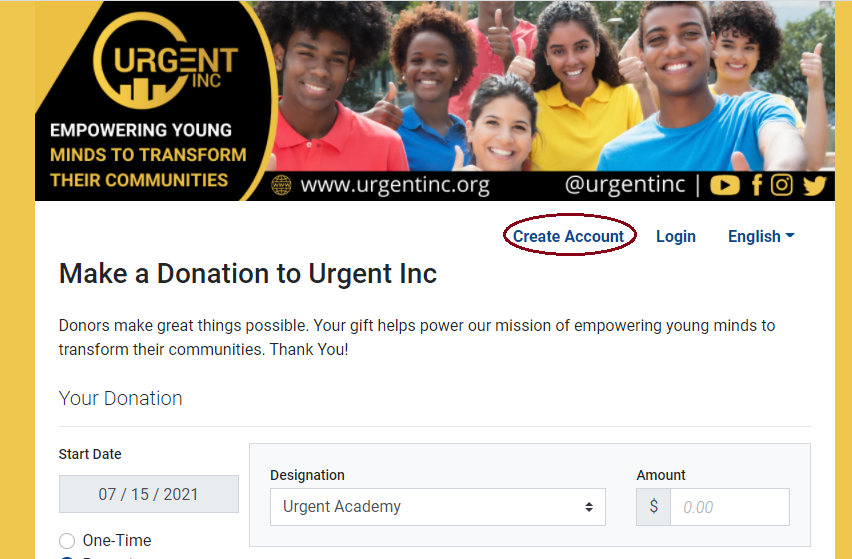 URGENT
INC
EMPOWERING YOUNG
MINDS TO TRANSFORM
THEIR COMMUNITIES
www.urgentinc.org @urgentinc |
Create Account Login English
Make a Donation to Urgent Inc
Donors make great things possible. Your gift helps power our mission of empowering young minds to
transform their communities. Thank You!
Your Donation
Start Date
07 / 15 / 2021
Designation Amount
Urgent Academy $ 0.00
One-Time